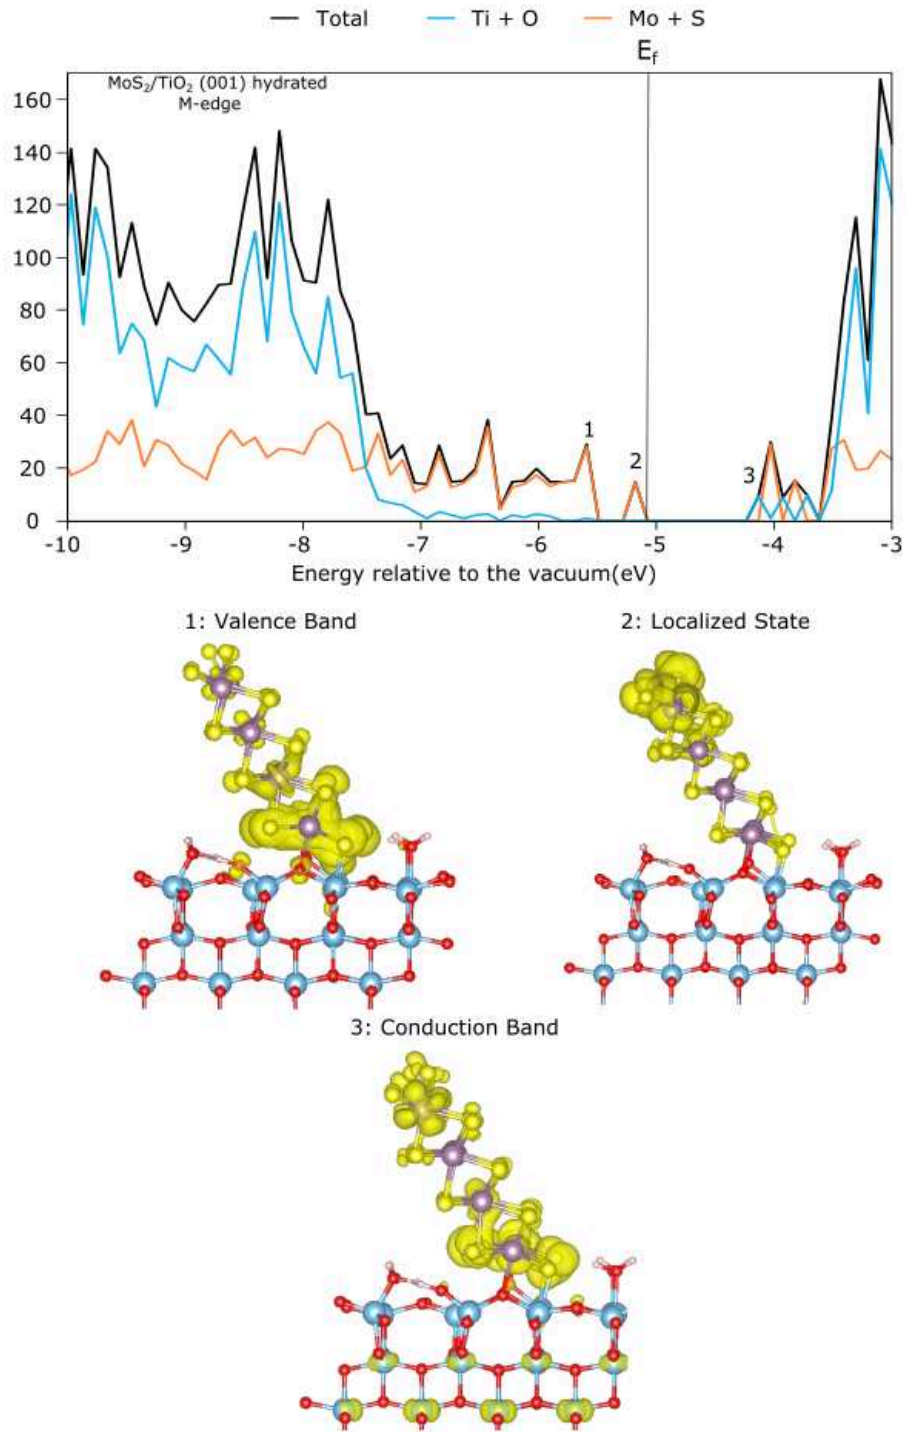 Total Ti + O Mo + S
E_f
MoS₂/TiO₂ (001) hydrated
M-edge
160
140
120
100
80
60
40
20
0
1
2
3
-10 -9 -8 -7 -6 -5 -4 -3
Energy relative to the vacuum(eV)
1: Valence Band 2: Localized State
3: Conduction Band